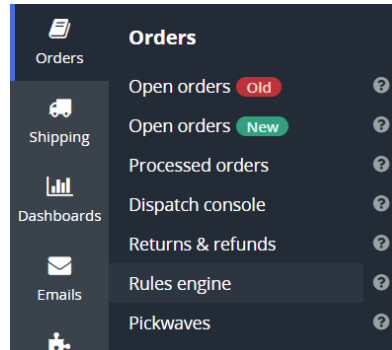 Orders
Shipping
Dashboards
Emails
Orders
Open orders Old
Open orders New
Processed orders
Dispatch console
Returns & refunds
Rules engine
Pickwaves